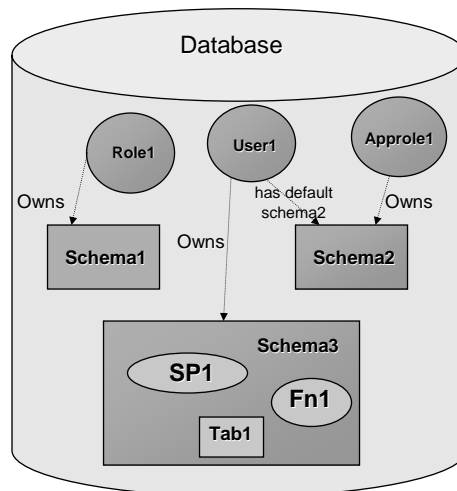 Database
Role1
User1
Approle1
Owns
has default
schema2
Owns
Owns
Schema1
Schema2
Schema3
SP1
Fn1
Tab1